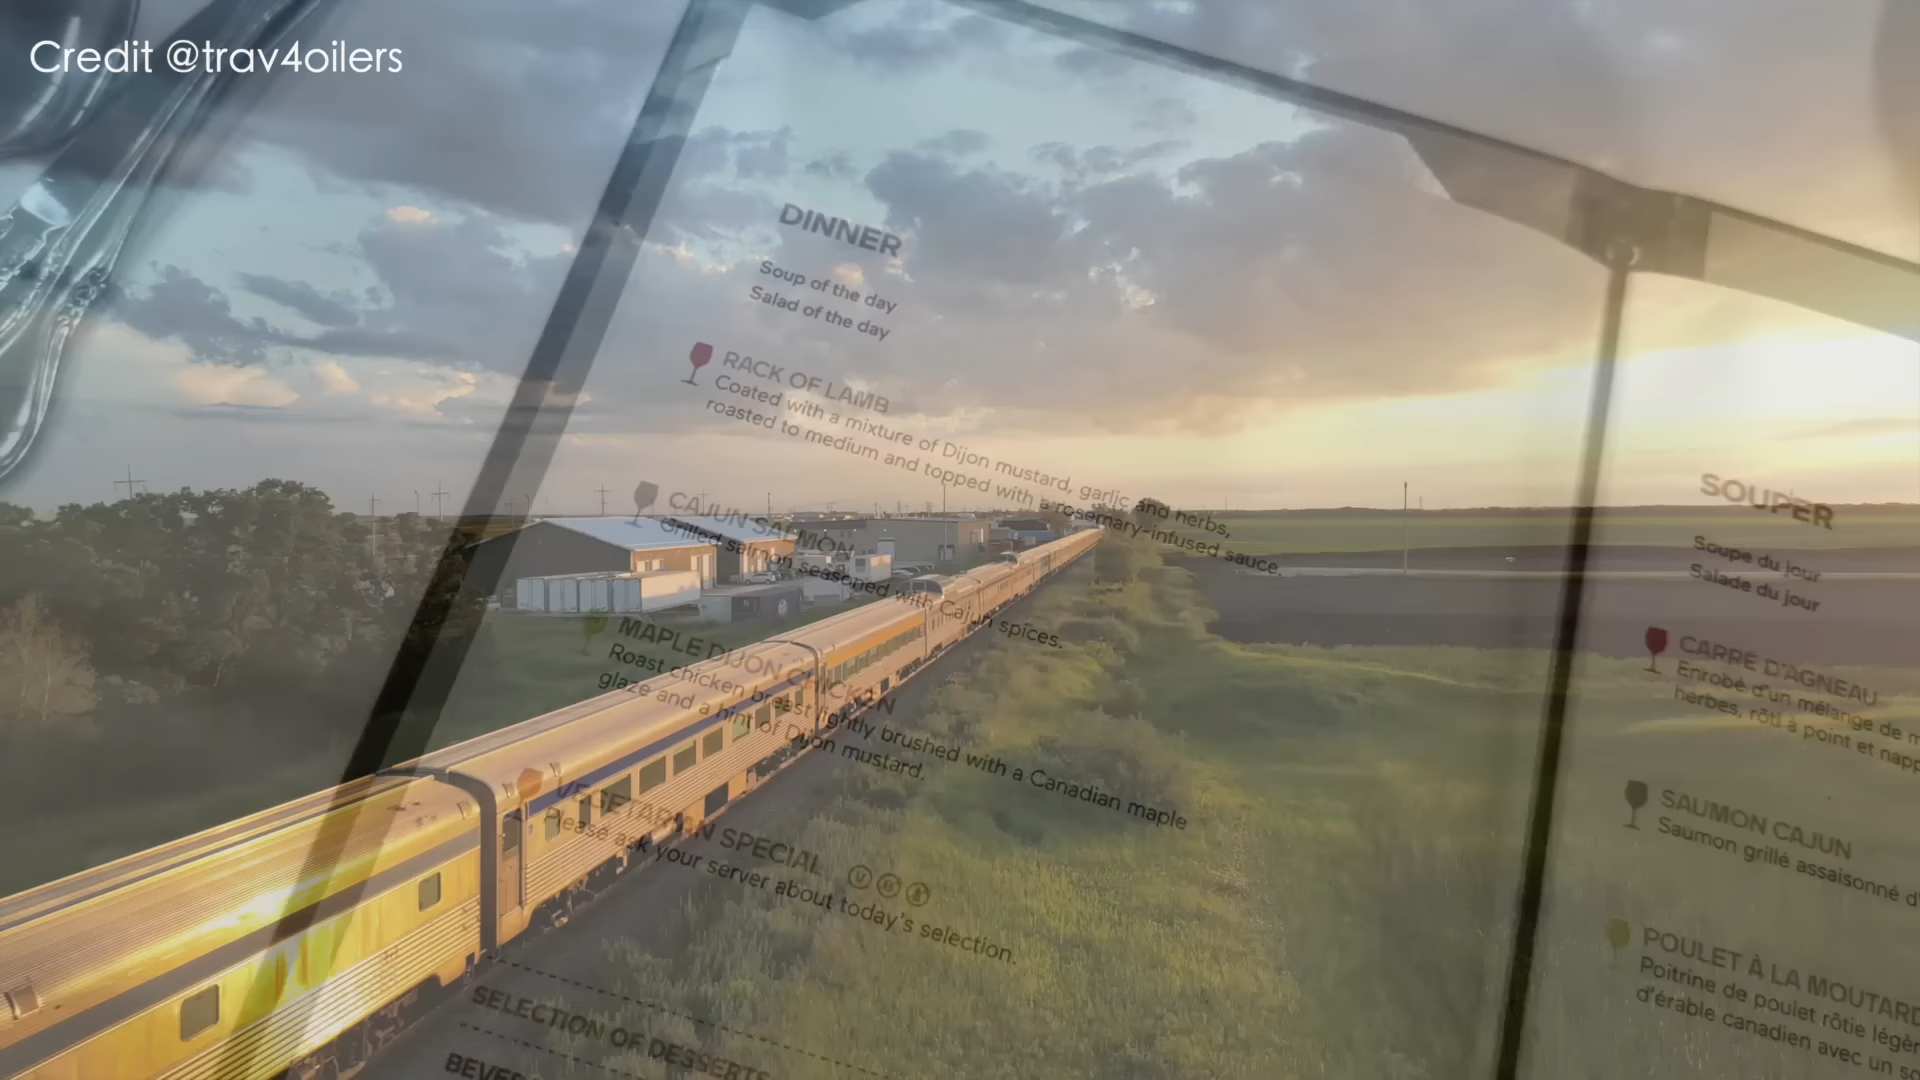 Credit @trav4oilers
DINNER
Soup of the day
Salad of the day
RACK OF LAMB
Coated with a mixture of Dijon mustard, garlic and herbs,
roasted to medium and topped with a rosemary-infused sauce.
CAJUN SALMON
Grilled salmon seasoned with Cajun spices.
MAPLE DIJON CHICKEN
Roast chicken breast lightly brushed with a Canadian maple
glaze and a hint of Dijon mustard.
VEGETARIAN SPECIAL
Please ask your server about today's selection.
SELECTION OF DESSERTS
SOUPER
Soupe du jour
Salade du jour
CARRÉ D'AGNEAU
Enrobé d'un mélange de
herbes, rôti à point et
SAUMON CAJUN
Saumon grillé assaisonné
POULET À LA
Poitrine de poulet rôtie
d'érable canadien avec un